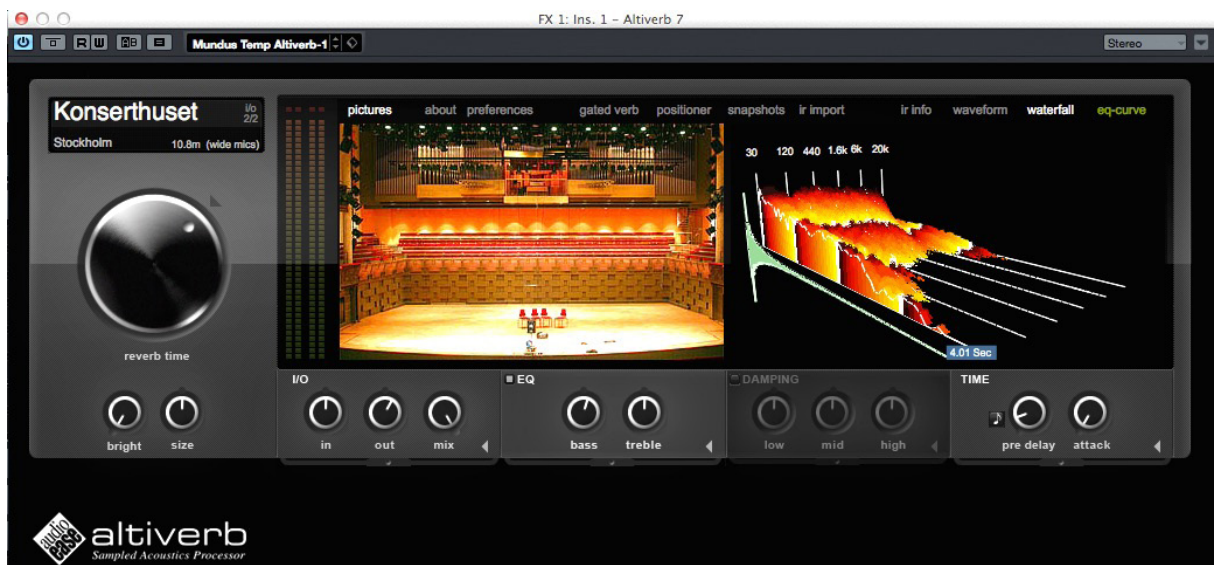 FX 1: Ins. 1 – Altiverb 7
R W AB Mundus Temp Altiverb-1 Stereo
Konserthuset i/o 2/2
Stockholm 10.8m (wide mics)
pictures about preferences gated verb positioner snapshots ir import ir info waveform waterfall eq-curve
30 120 440 1.6k 6k 20k
4.01 Sec
reverb time
bright size
I/O
in out mix
EQ
bass treble
DAMPING
low mid high
TIME
pre delay attack
audio ease
altiverb
Sampled Acoustics Processor